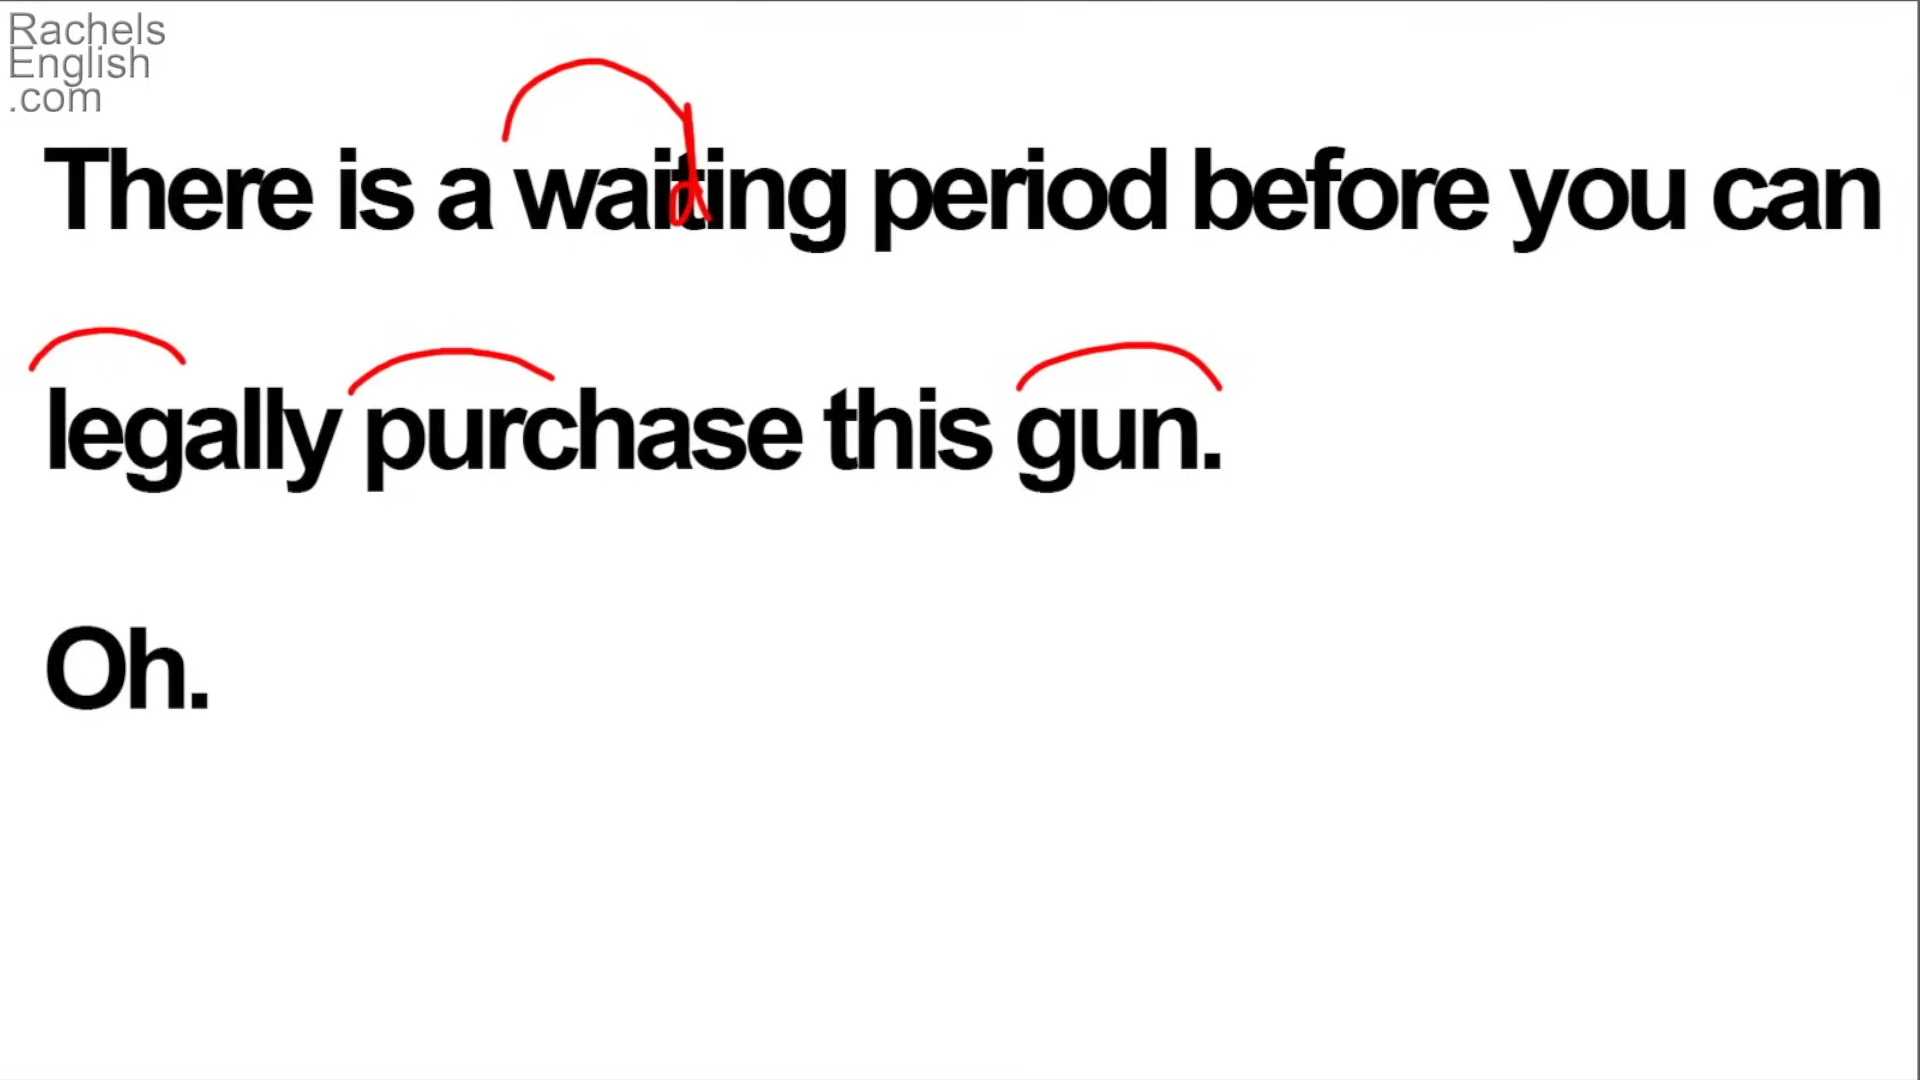 Rachels
English
.com
There is a waiting period before you can
legally purchase this gun.
Oh.
d